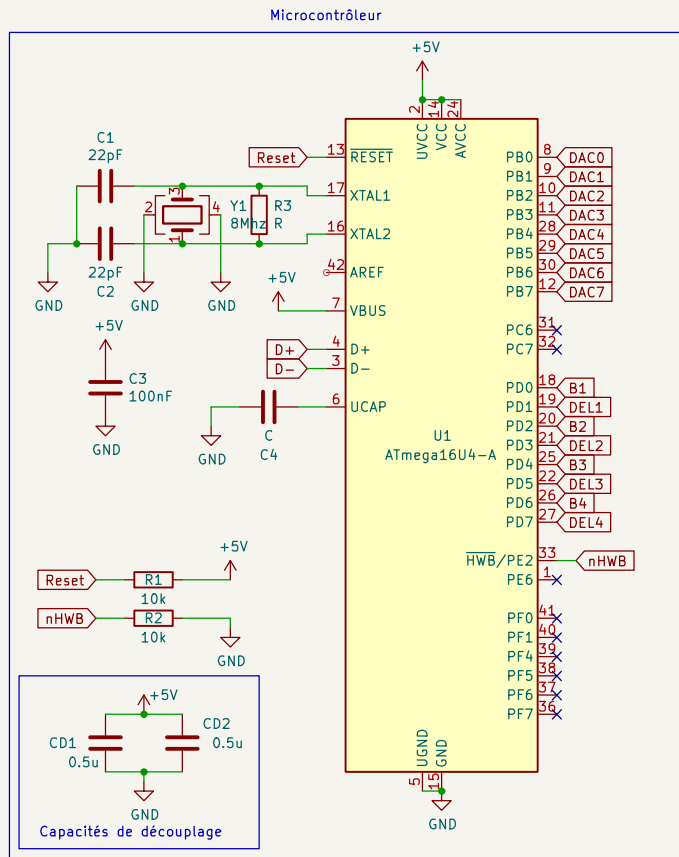 Microcontrôleur
+5V
2 14 24
UVCC VCC AVCC
C1
22pF
Reset 13 RESET
17 XTAL1
3
2 4
1
Y1
8Mhz
R3
R
16 XTAL2
22pF
C2
GND GND GND
42 AREF
+5V
7 VBUS
D+ 4 D+
D- 3 D-
6 UCAP
C
C4
GND
+5V
C3
100nF
GND
U1
ATmega16U4-A
PB0 8 DAC0
PB1 9 DAC1
PB2 10 DAC2
PB3 11 DAC3
PB4 28 DAC4
PB5 29 DAC5
PB6 30 DAC6
PB7 12 DAC7
PC6 31
PC7 32
PD0 18 B1
PD1 19 DEL1
PD2 20 B2
PD3 21 DEL2
PD4 25 B3
PD5 22 DEL3
PD6 26 B4
PD7 27 DEL4
HWB/PE2 33 nHWB
PE6 1
PF0 41
PF1 40
PF4 39
PF5 38
PF6 37
PF7 36
UGND GND
5 15
GND
+5V
Reset R1
10k
nHWB R2
10k
GND
+5V
CD1
0.5u
CD2
0.5u
GND
Capacités de découplage